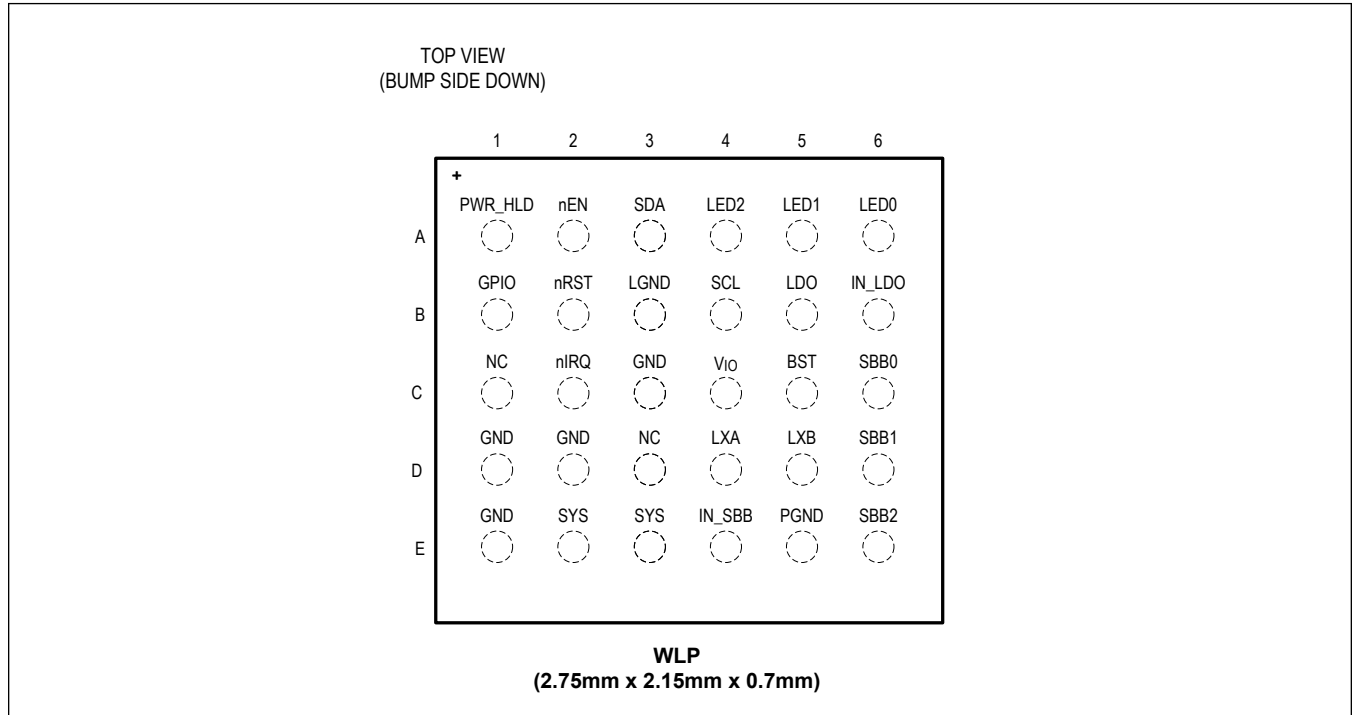 TOP VIEW
(BUMP SIDE DOWN)
1 2 3 4 5 6
+
PWR_HLD nEN SDA LED2 LED1 LED0
A
GPIO nRST LGND SCL LDO IN_LDO
B
NC nIRQ GND VIO BST SBB0
C
GND GND NC LXA LXB SBB1
D
GND SYS SYS IN_SBB PGND SBB2
E
WLP
(2.75mm x 2.15mm x 0.7mm)